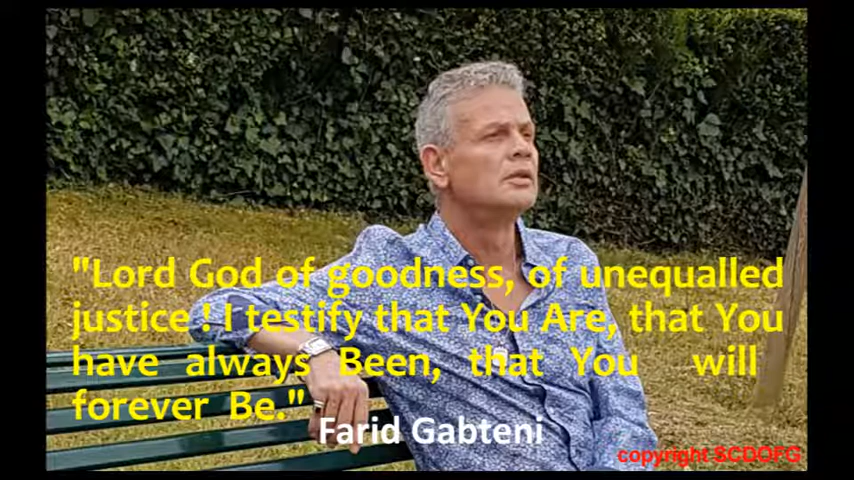 "Lord God of goodness, of unequalled
justice ! I testify that You Are, that You
have always Been, that You will
forever Be."
Farid Gabteni
copyright SCDOFG